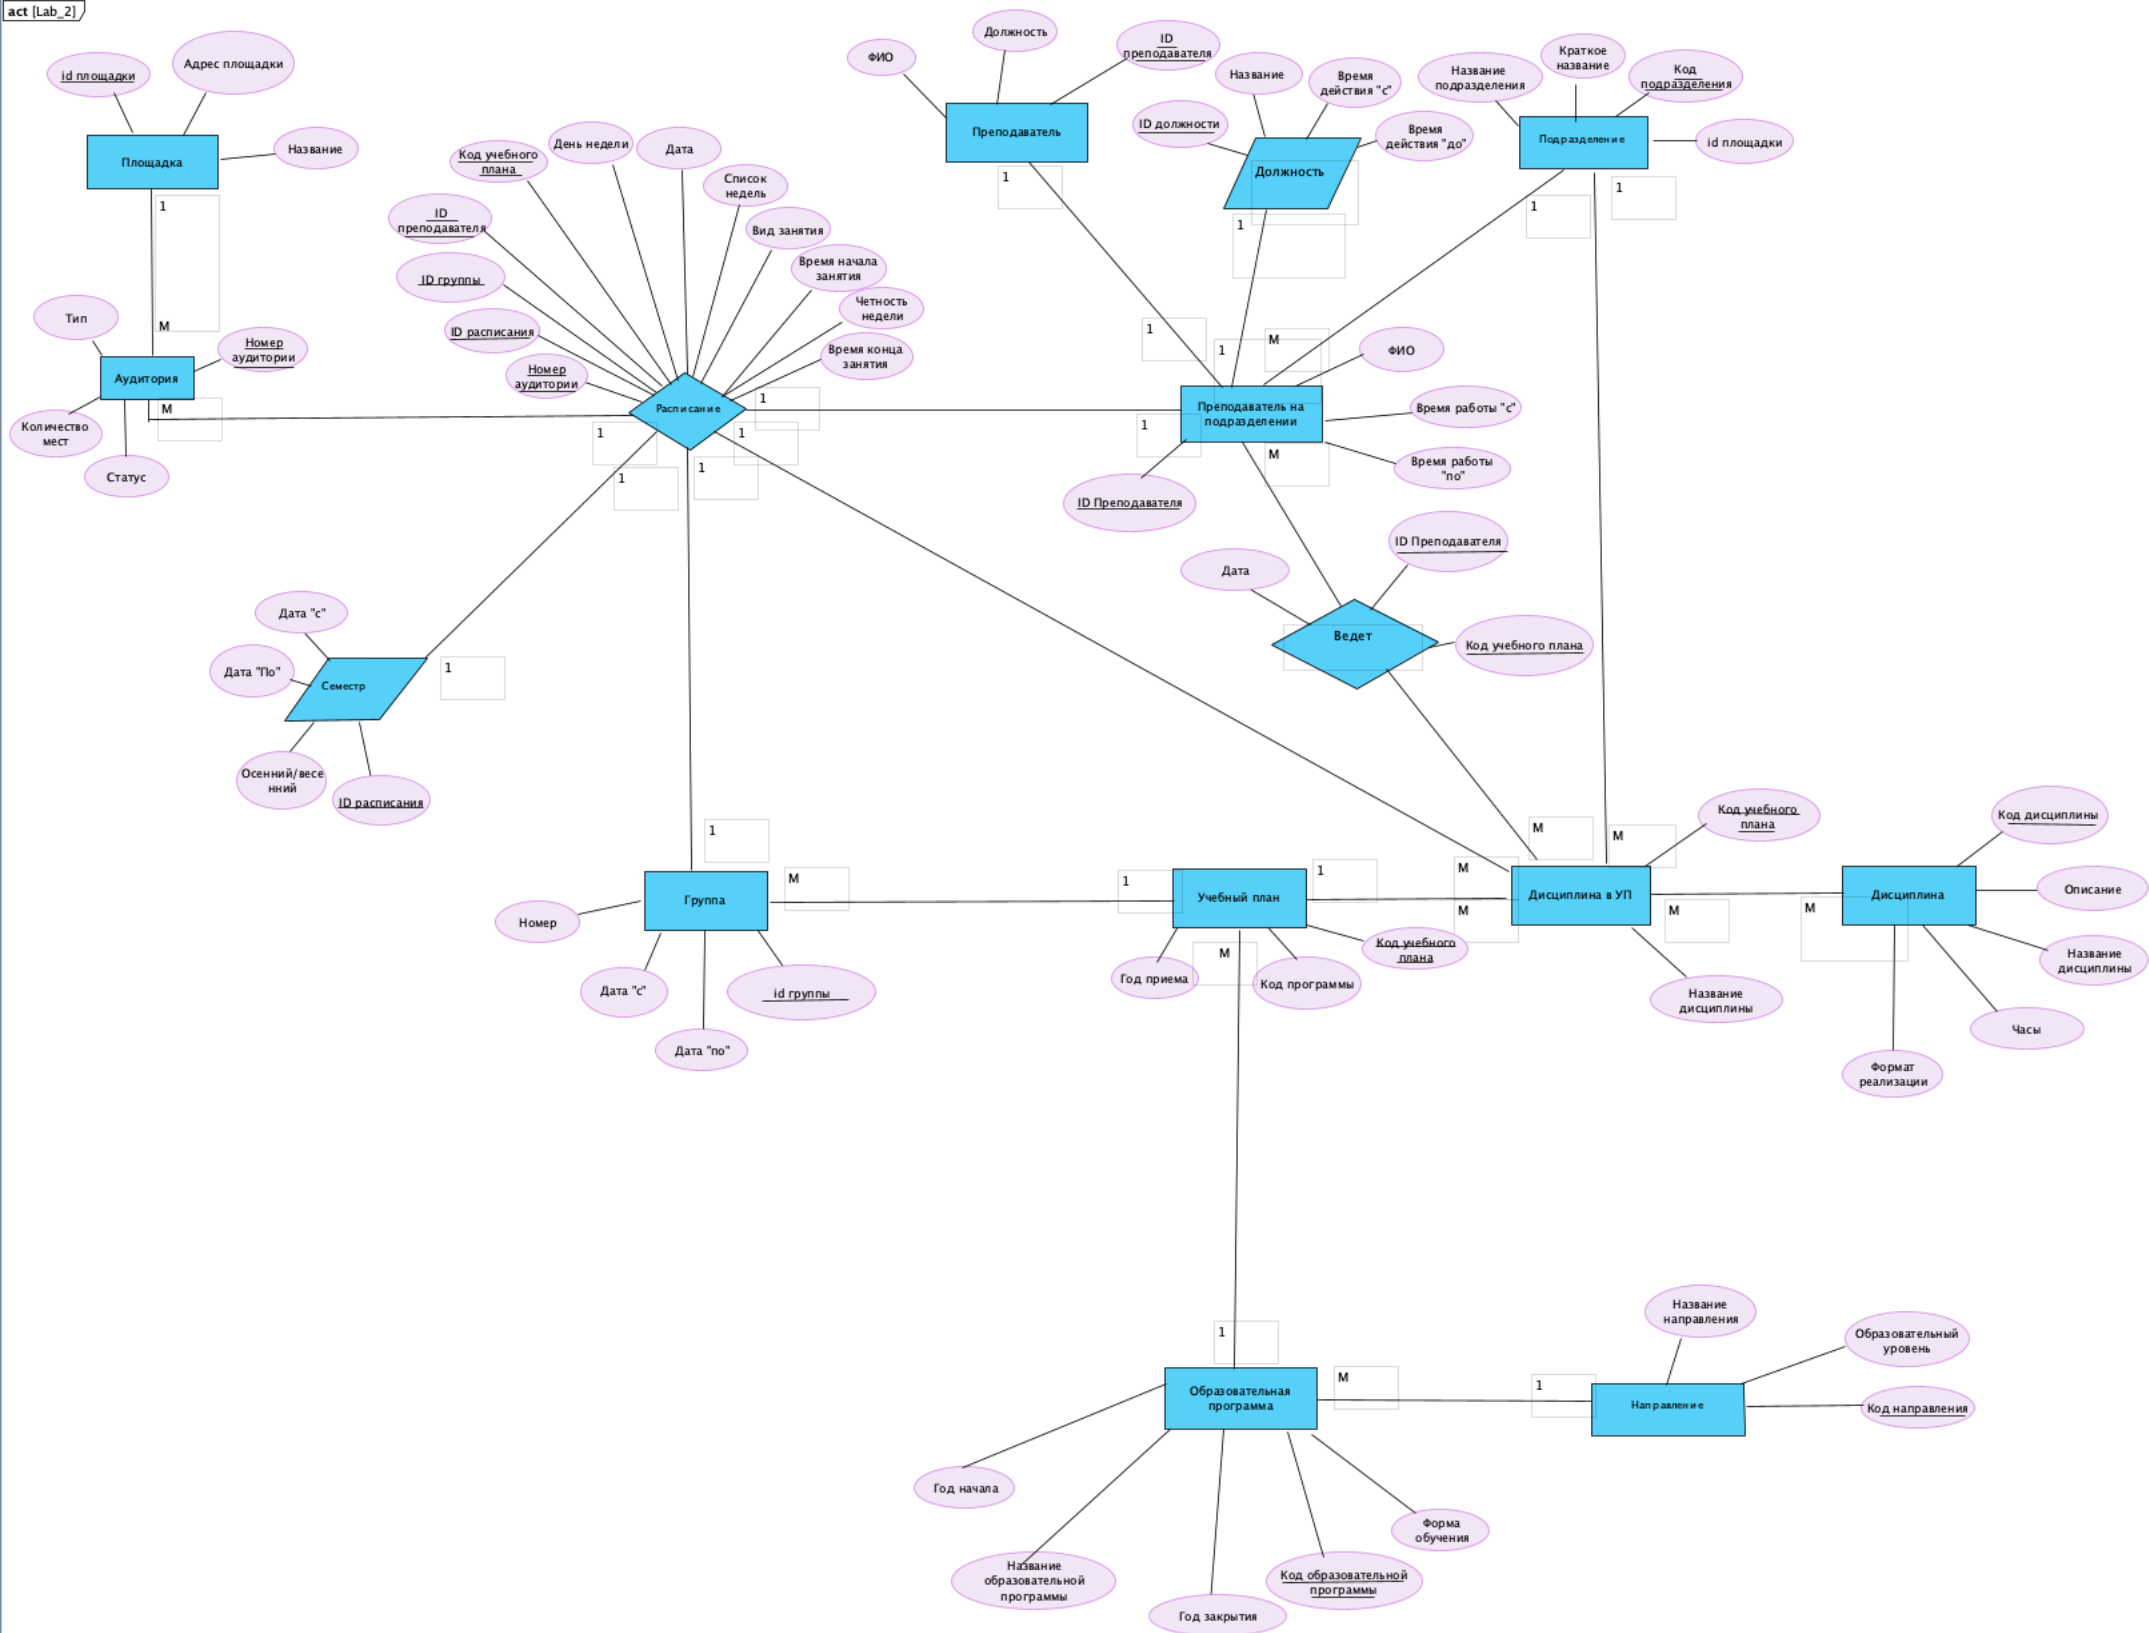 act [Lab_2]
id площадки
Адрес площадки
Название
Площадка
1
M
Тип
Номер
аудитории
Аудитория
M
Количество
мест
Статус
Код учебного
плана
День недели
Дата
Список
недель
ID
преподавателя
Вид занятия
ID группы
Время начала
занятия
Четность
недели
ID расписания
Время конца
занятия
Номер
аудитории
Расписание
1
1
1
1
1
ФИО
Должность
ID
преподавателя
Преподаватель
1
Название
Время
действия "с"
ID должности
Время
действия "до"
Должность
1
Название
подразделения
Краткое
название
Код
подразделения
id площадки
Подразделение
1
1
1
1
M
ФИО
Преподаватель на
подразделении
Время работы "с"
1
M
Время работы
"по"
ID Преподавателя
Дата
ID Преподавателя
Ведет
Код учебного плана
Дата "с"
Дата "По"
Семестр
1
Осенний/весе
нний
ID расписания
1
Группа
M
Номер
Дата "с"
id группы
Дата "по"
1
Учебный план
1
M
Год приема
Код программы
Код учебного
плана
M
M
M
M
Дисциплина в УП
Код учебного
плана
M
Название
дисциплины
M
Дисциплина
Код дисциплины
Описание
Название
дисциплины
Часы
Формат
реализации
1
Образовательная
программа
M
1
Направление
Название
направления
Образовательный
уровень
Код направления
Год начала
Название
образовательной
программы
Год закрытия
Код образовательной
программы
Форма
обучения